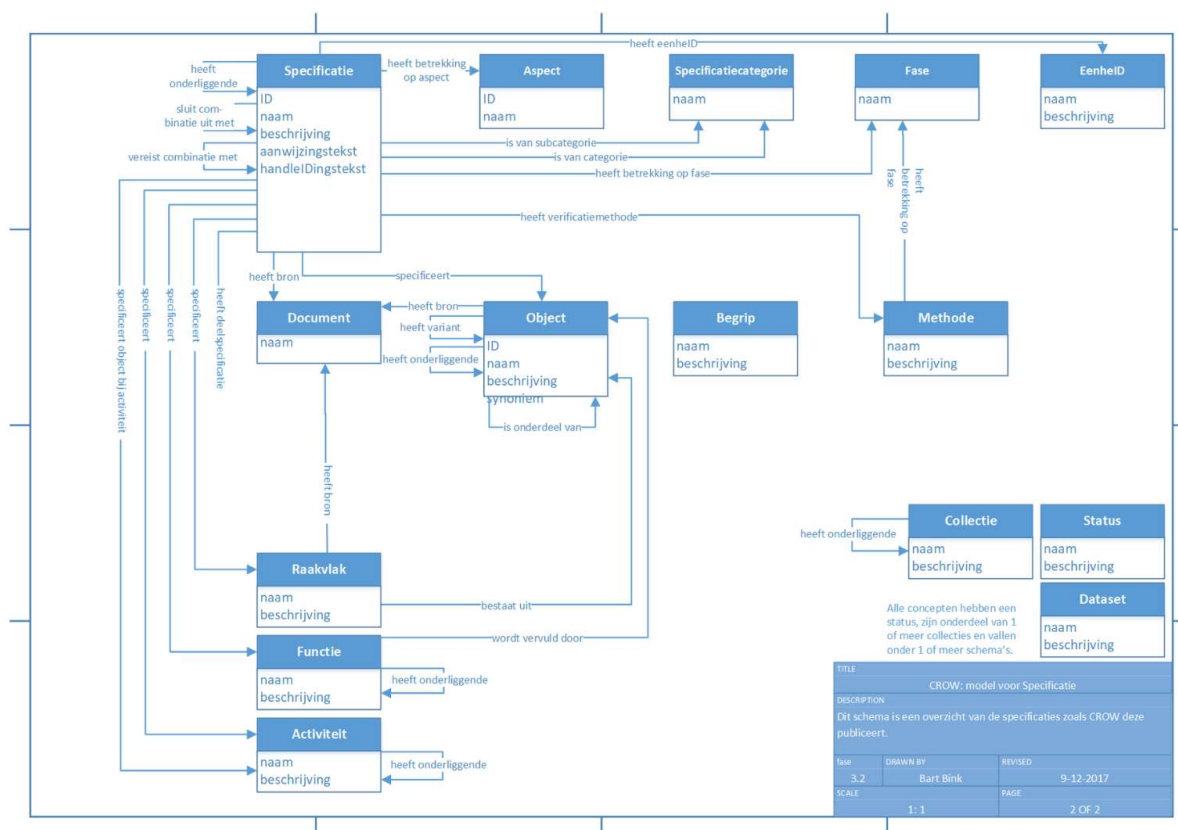 heeft eenheID
Specificatie
ID
naam
beschrijving
aanwijzingstekst
handleIDingstekst
heeft
onderliggende
sluit com-
binatie uit met
vereist combinatie met
heeft betrekking
op aspect
Aspect
ID
naam
Specificatiecategorie
naam
Fase
naam
EenheID
naam
beschrijving
is van subcategorie
is van categorie
heeft betrekking op fase
heeft verificatiemethode
heeft
betrekking op
fase
heeft bron
specificeert
specificeert object bij activiteit
specificeert
specificeert
specificeert
heeft deelspecificatie
Document
naam
heeft bron
heeft variant
heeft onderliggende
Object
ID
naam
beschrijving
synoniem
is onderdeel van
Begrip
naam
beschrijving
Methode
naam
beschrijving
heeft bron
Raakvlak
naam
beschrijving
bestaat uit
wordt vervuld door
Functie
naam
beschrijving
heeft onderliggende
Activiteit
naam
beschrijving
heeft onderliggende
heeft onderliggende
Collectie
naam
beschrijving
Status
naam
beschrijving
Dataset
naam
beschrijving
Alle concepten hebben een
status, zijn onderdeel van 1
of meer collecties en vallen
onder 1 of meer schema's.
TITLE
CROW: model voor Specificatie
DESCRIPTION
Dit schema is een overzicht van de specificaties zoals CROW deze
publiceert.
fase DRAWN BY REVISED
3.2 Bart Bink 9-12-2017
SCALE PAGE
1: 1 2 OF 2